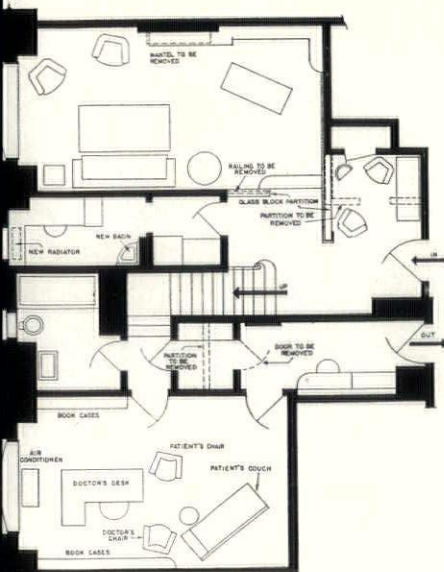 MANTEL TO BE
REMOVED
RAILING TO BE
REMOVED
GLASS BLOCK PARTITION
PARTITION TO BE
REMOVED
NEW BASIN
NEW RADIATOR
IN
UP
OUT
PARTITION
TO BE
REMOVED
DOOR TO BE
REMOVED
BOOK CASES
AIR
CONDITIONER
PATIENT'S CHAIR
PATIENT'S COUCH
DOCTOR'S DESK
DOCTOR'S
CHAIR
BOOK CASES